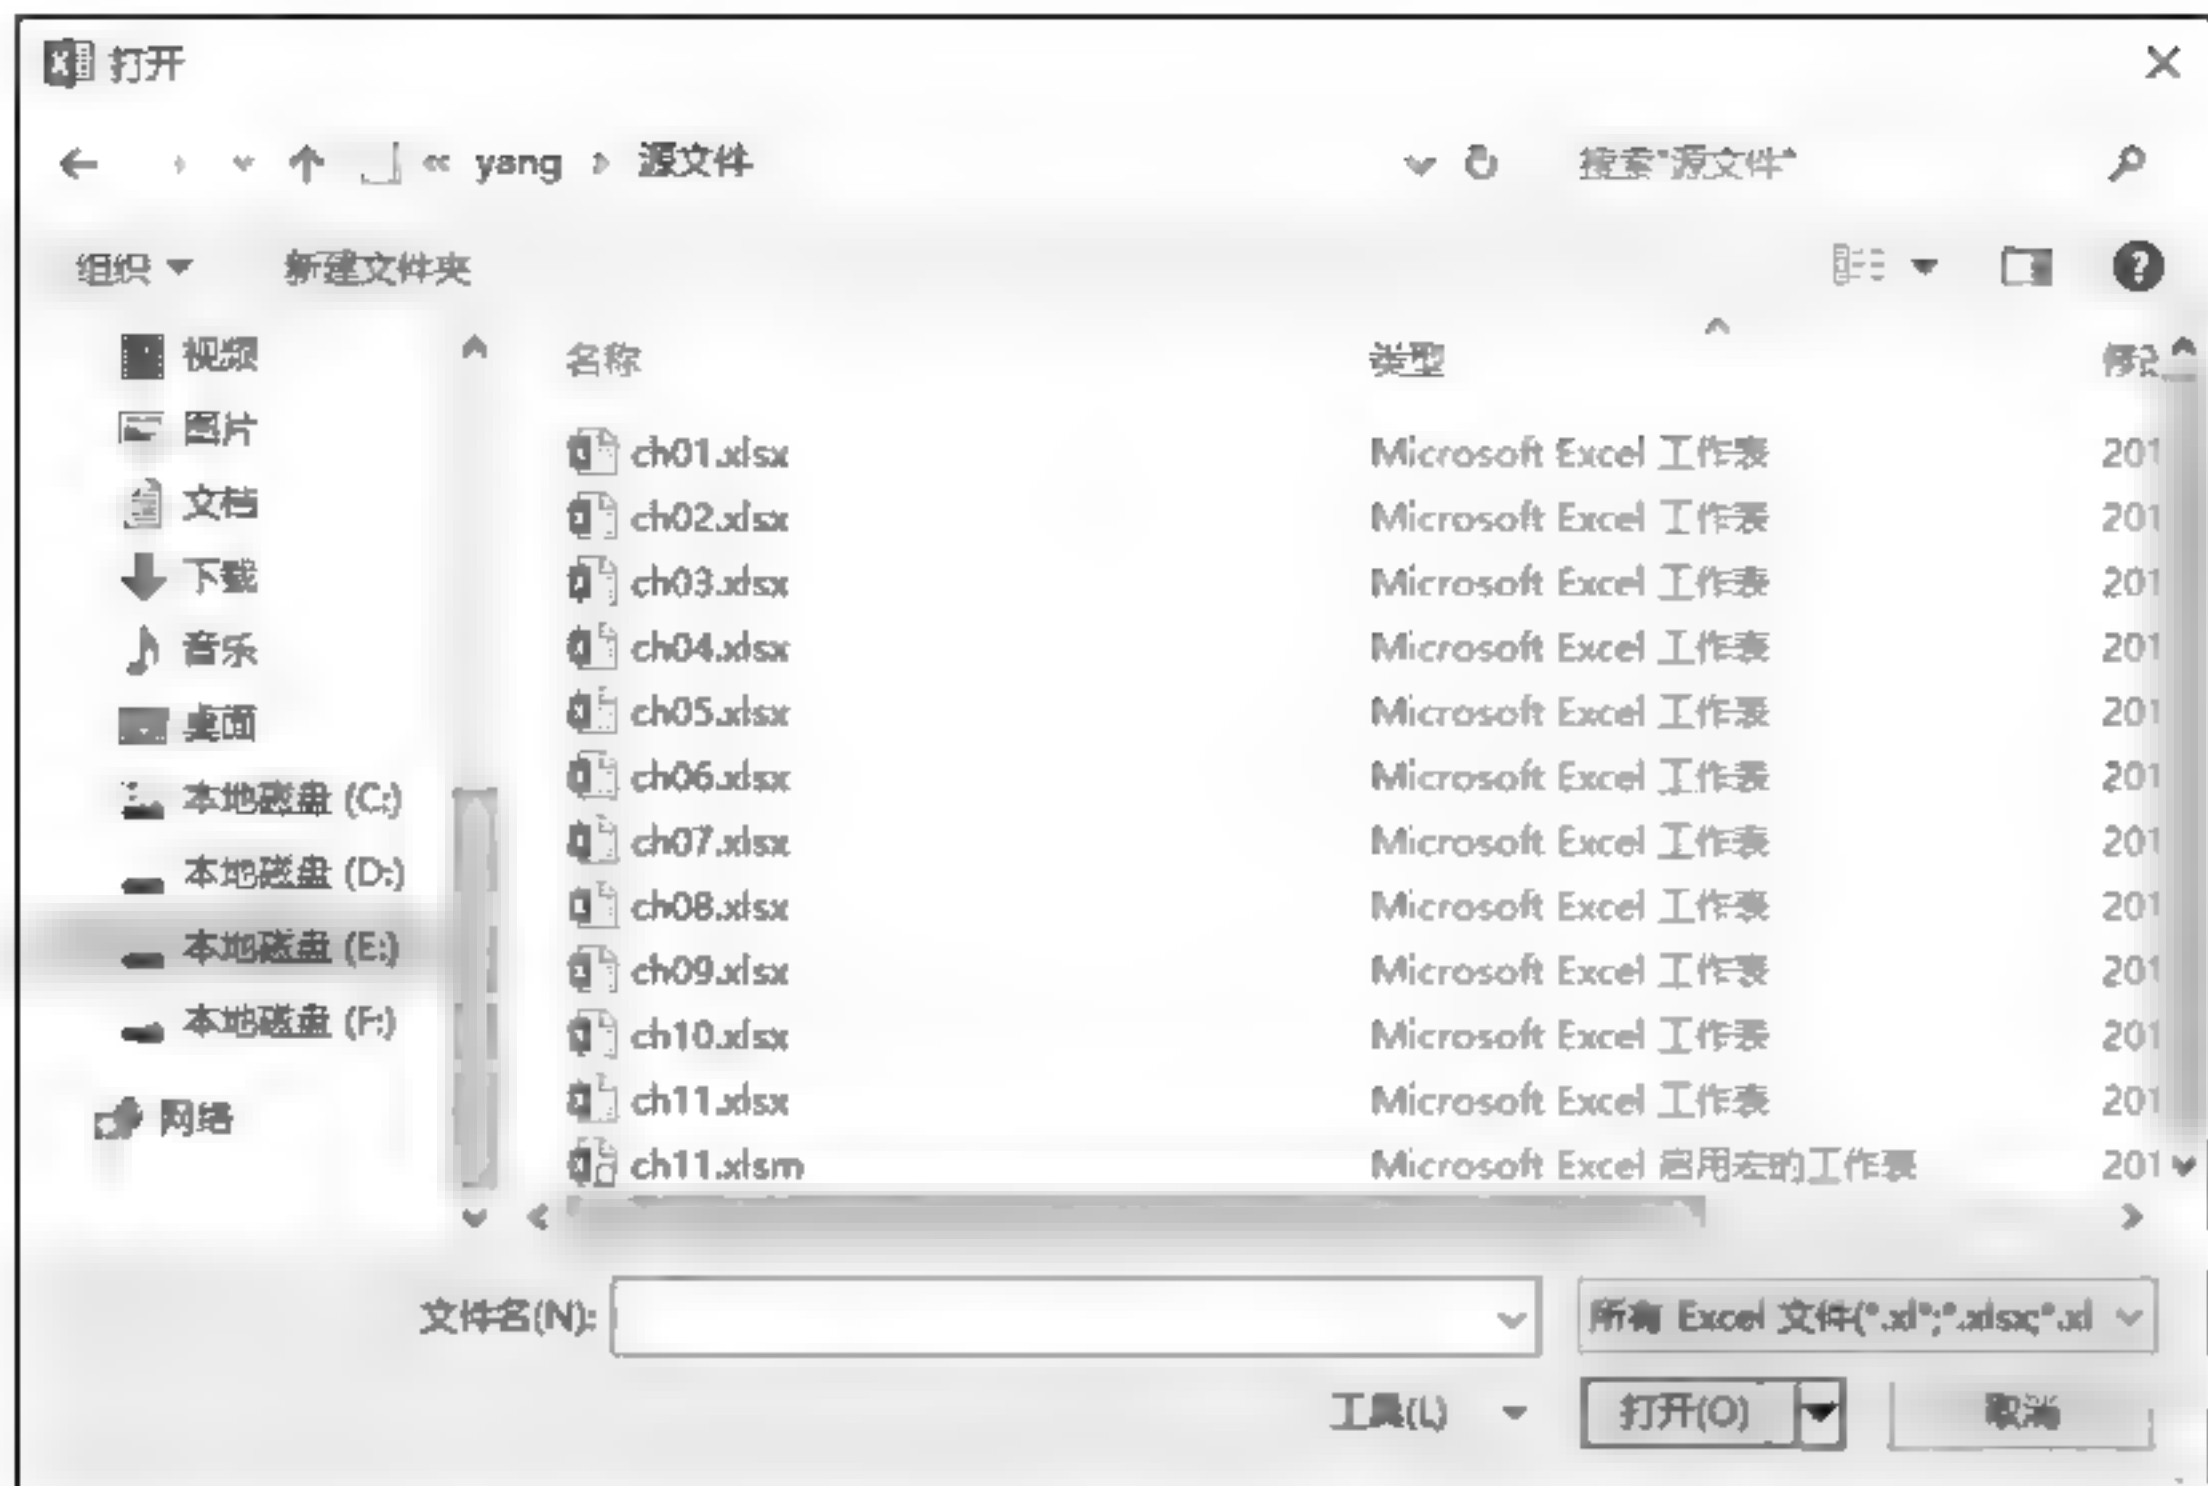 打开
« yang › 源文件
搜索"源文件"
组织 新建文件夹
视频
图片
文档
下载
音乐
桌面
本地磁盘 (C:)
本地磁盘 (D:)
本地磁盘 (E:)
本地磁盘 (F:)
网络
名称 类型
ch01.xlsx Microsoft Excel 工作表 201
ch02.xlsx Microsoft Excel 工作表 201
ch03.xlsx Microsoft Excel 工作表 201
ch04.xlsx Microsoft Excel 工作表 201
ch05.xlsx Microsoft Excel 工作表 201
ch06.xlsx Microsoft Excel 工作表 201
ch07.xlsx Microsoft Excel 工作表 201
ch08.xlsx Microsoft Excel 工作表 201
ch09.xlsx Microsoft Excel 工作表 201
ch10.xlsx Microsoft Excel 工作表 201
ch11.xlsx Microsoft Excel 工作表 201
ch11.xlsm Microsoft Excel 启用宏的工作表 201
文件名(N): 所有 Excel 文件(*.xl*;*.xlsx;*.xl
工具(L) 打开(O) 取消